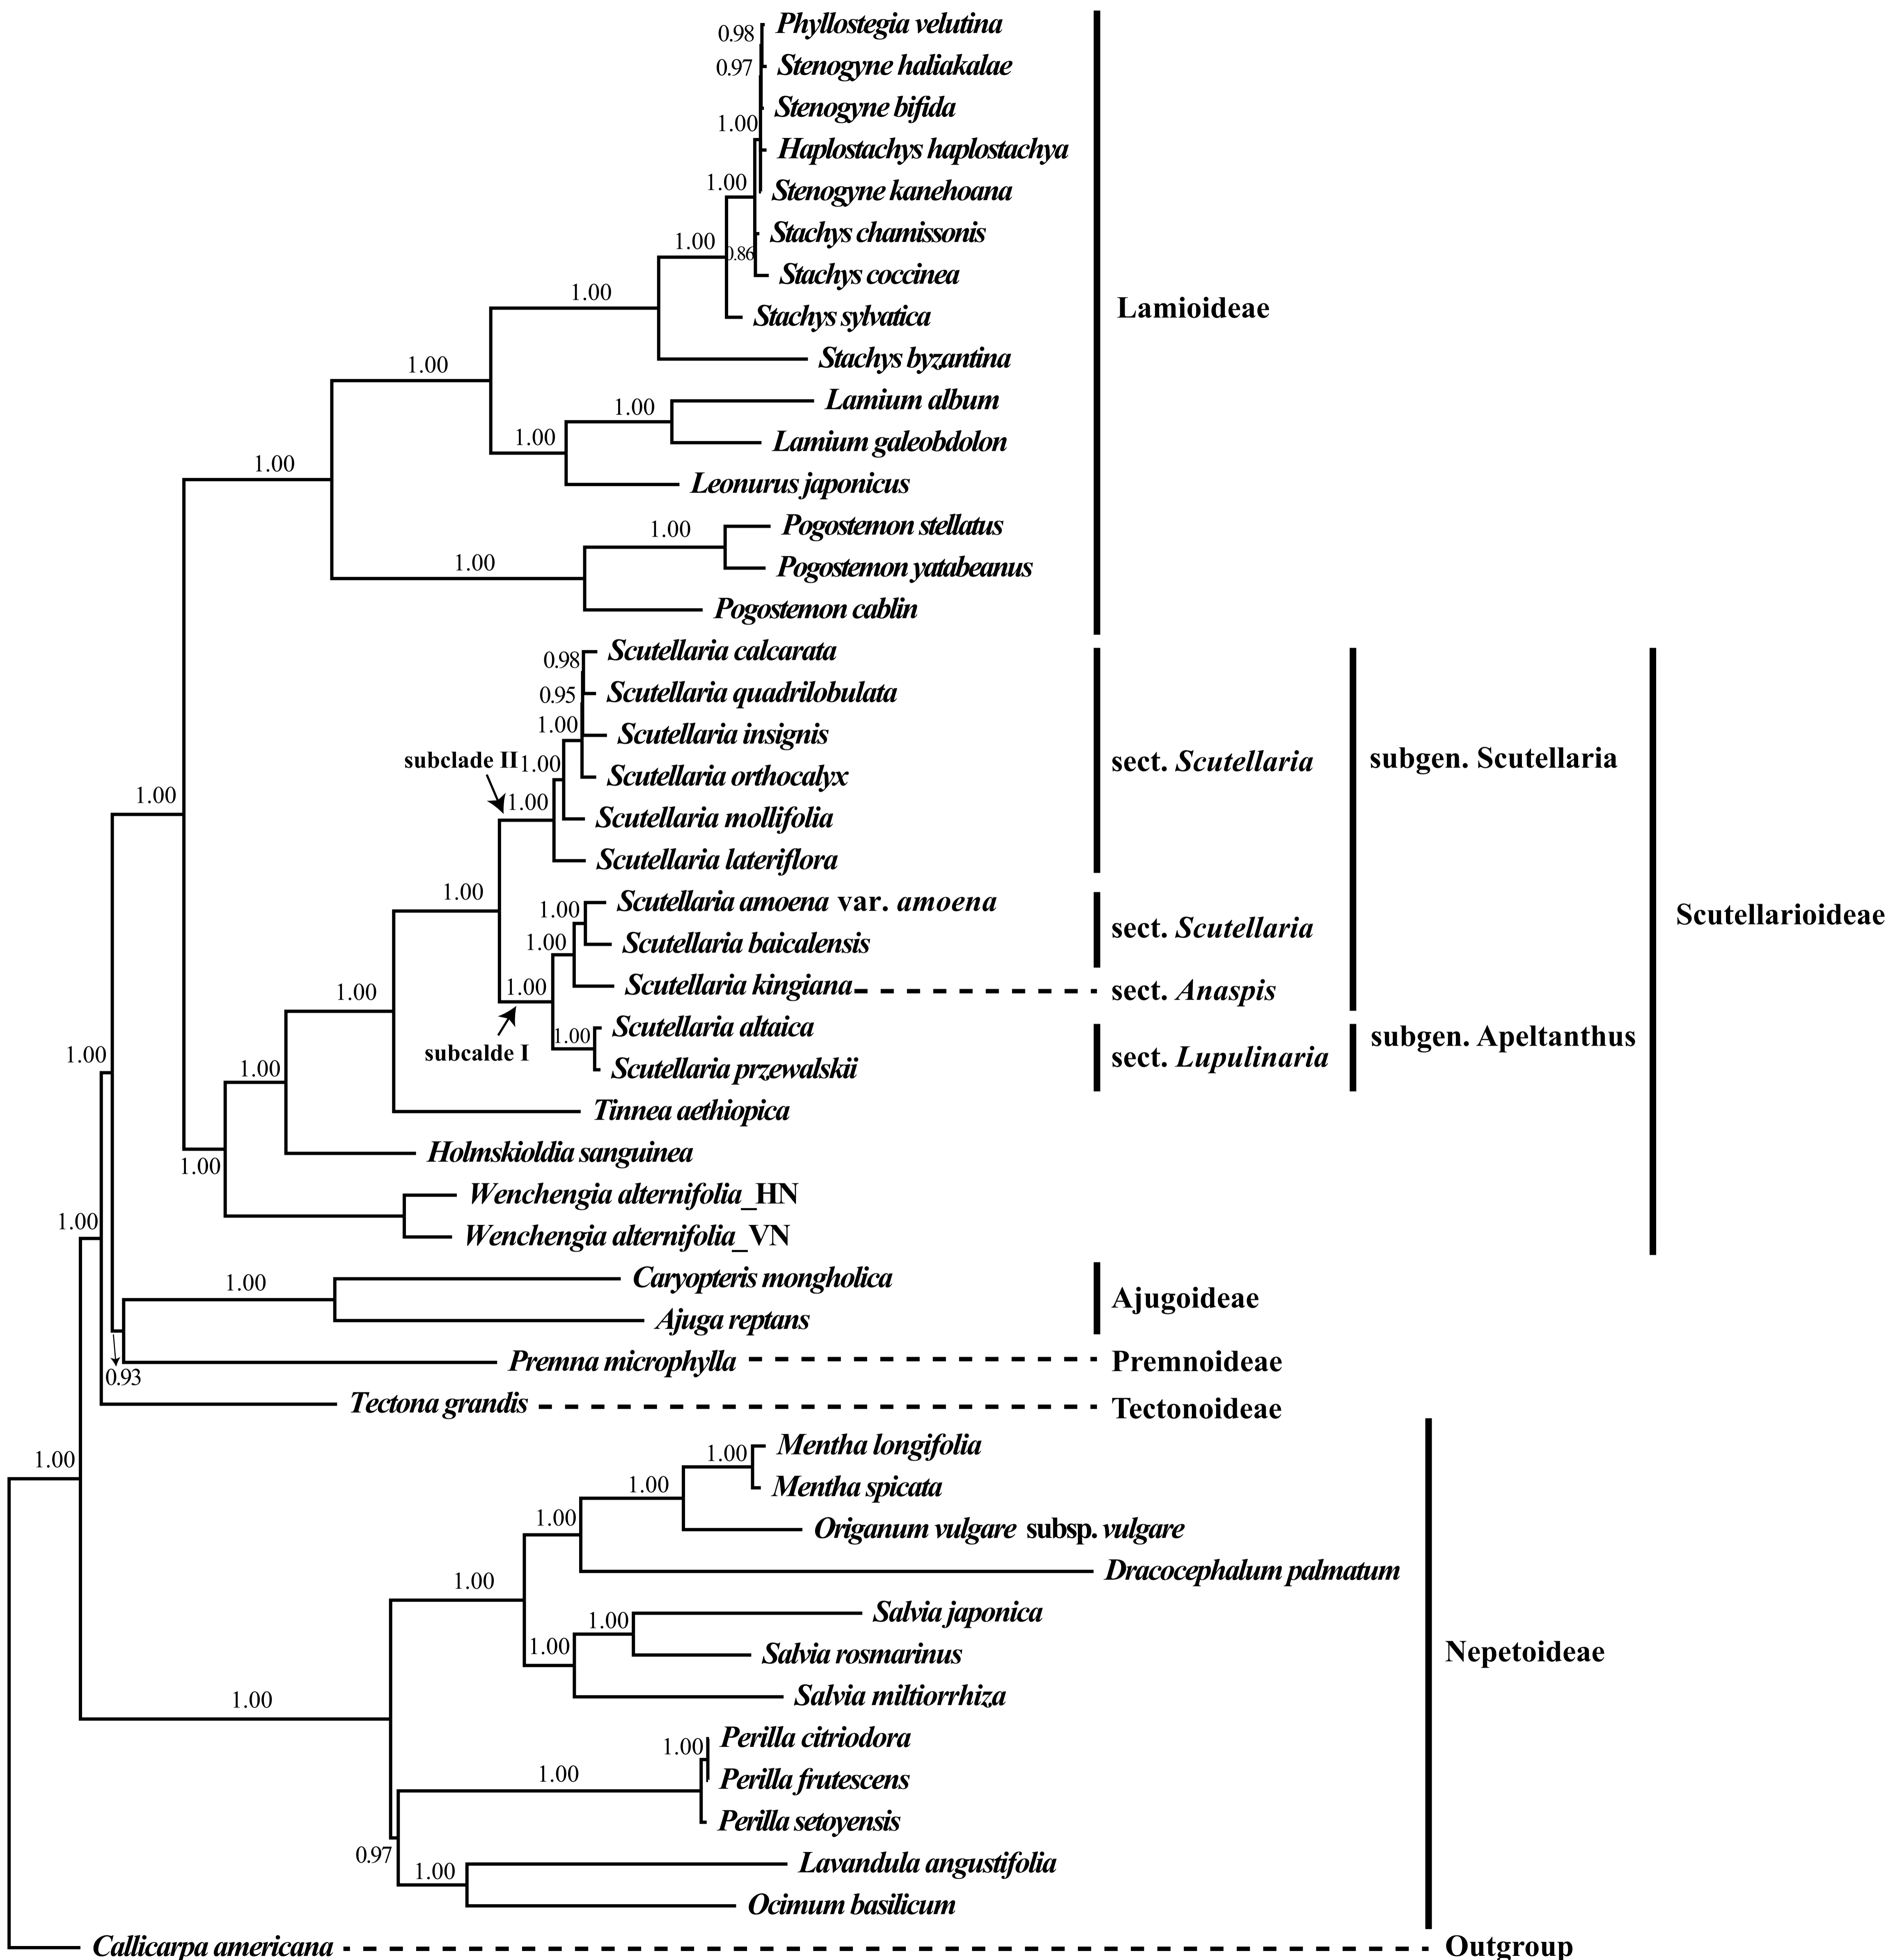 Phyllostegia velutina
0.98
Stenogyne haliakalae
0.97
Stenogyne bifida
1.00
Haplostachys haplostachya
1.00
Stenogyne kanehoana
Stachys chamissonis
1.00
0.86
Stachys coccinea
1.00
Lamioideae
Stachys sylvatica
Stachys byzantina
1.00
Lamium album
1.00
1.00
Lamium galeobdolon
1.00
Leonurus japonicus
Pogostemon stellatus
1.00
1.00
Pogostemon yatabeanus
Pogostemon cablin
Scutellaria calcarata
0.98
Scutellaria quadrilobulata
0.95
1.00
Scutellaria insignis
subclade II
1.00
sect. Scutellaria
subgen. Scutellaria
Scutellaria orthocalyx
1.00
1.00
Scutellaria mollifolia
Scutellaria lateriflora
1.00
Scutellaria amoena var. amoena
1.00
Scutellarioideae
sect. Scutellaria
Scutellaria baicalensis
1.00
1.00
1.00
Scutellaria kingiana
sect. Anaspis
Scutellaria altaica
1.00
subgen. Apeltanthus
subcalde I
1.00
sect. Lupulinaria
1.00
Scutellaria przewalskii
Tinnea aethiopica
Holmskioldia sanguinea
1.00
Wenchengia alternifolia_HN
1.00
Wenchengia alternifolia_VN
Caryopteris mongholica
1.00
Ajugoideae
Ajuga reptans
Premna microphylla
Premnoideae
0.93
Tectona grandis
Tectonoideae
Mentha longifolia
1.00
1.00
1.00
Mentha spicata
1.00
Origanum vulgare subsp. vulgare
Dracocephalum palmatum
1.00
Salvia japonica
1.00
1.00
Salvia rosmarinus
Nepetoideae
Salvia miltiorrhiza
1.00
Perilla citriodora
1.00
1.00
Perilla frutescens
Perilla setoyensis
0.97
Lavandula angustifolia
1.00
Ocimum basilicum
Callicarpa americana
Outgroup